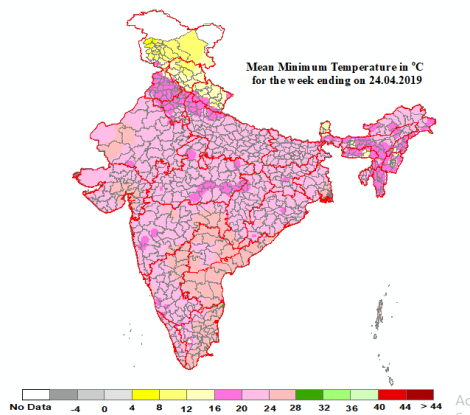 Mean Minimum Temperature in °C
for the week ending on 24.04.2019
No Data -4 0 4 8 12 16 20 24 28 32 36 40 44 > 44